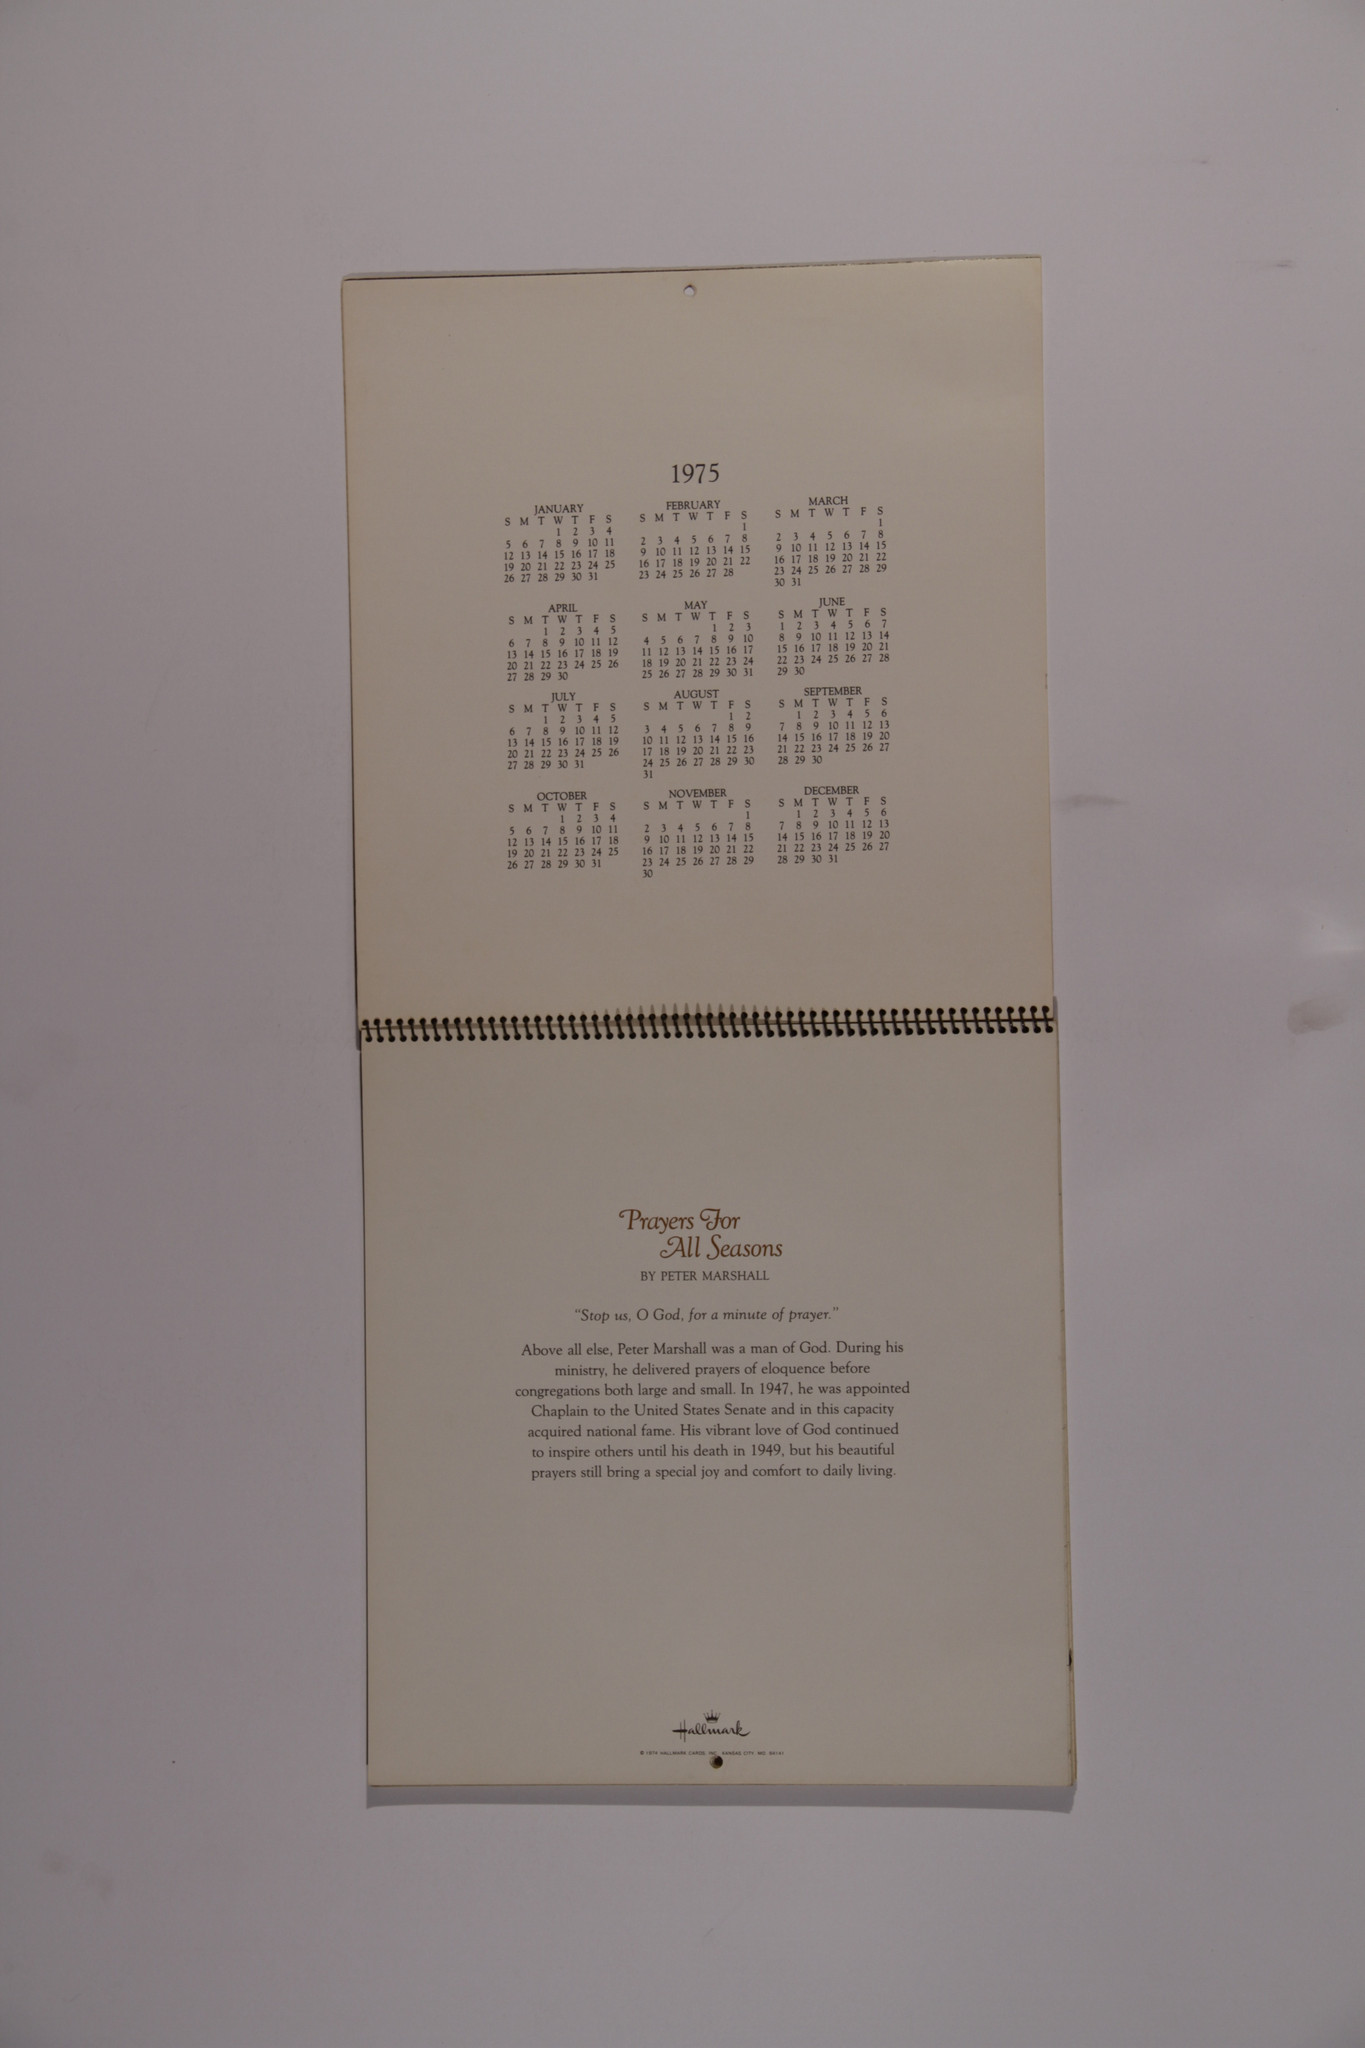 1975
JANUARY FEBRUARY MARCH
S M T W T F S S M T W T F S S M T W T F S
1 2 3 4 1 1
5 6 7 8 9 10 11 2 3 4 5 6 7 8 2 3 4 5 6 7 8
12 13 14 15 16 17 18 9 10 11 12 13 14 15 9 10 11 12 13 14 15
19 20 21 22 23 24 25 16 17 18 19 20 21 22 16 17 18 19 20 21 22
26 27 28 29 30 31 23 24 25 26 27 28 23 24 25 26 27 28 29
30 31
APRIL MAY JUNE
S M T W T F S S M T W T F S S M T W T F S
1 2 3 4 5 1 2 3 1 2 3 4 5 6 7
6 7 8 9 10 11 12 4 5 6 7 8 9 10 8 9 10 11 12 13 14
13 14 15 16 17 18 19 11 12 13 14 15 16 17 15 16 17 18 19 20 21
20 21 22 23 24 25 26 18 19 20 21 22 23 24 22 23 24 25 26 27 28
27 28 29 30 25 26 27 28 29 30 31 29 30
JULY AUGUST SEPTEMBER
S M T W T F S S M T W T F S S M T W T F S
1 2 3 4 5 1 2 1 2 3 4 5 6
6 7 8 9 10 11 12 3 4 5 6 7 8 9 7 8 9 10 11 12 13
13 14 15 16 17 18 19 10 11 12 13 14 15 16 14 15 16 17 18 19 20
20 21 22 23 24 25 26 17 18 19 20 21 22 23 21 22 23 24 25 26 27
27 28 29 30 31 24 25 26 27 28 29 30 28 29 30
31
OCTOBER NOVEMBER DECEMBER
S M T W T F S S M T W T F S S M T W T F S
1 2 3 4 1 1 2 3 4 5 6
5 6 7 8 9 10 11 2 3 4 5 6 7 8 7 8 9 10 11 12 13
12 13 14 15 16 17 18 9 10 11 12 13 14 15 14 15 16 17 18 19 20
19 20 21 22 23 24 25 16 17 18 19 20 21 22 21 22 23 24 25 26 27
26 27 28 29 30 31 23 24 25 26 27 28 29 28 29 30 31
30
Prayers For
All Seasons
BY PETER MARSHALL
"Stop us, O God, for a minute of prayer."
Above all else, Peter Marshall was a man of God. During his
ministry, he delivered prayers of eloquence before
congregations both large and small. In 1947, he was appointed
Chaplain to the United States Senate and in this capacity
acquired national fame. His vibrant love of God continued
to inspire others until his death in 1949, but his beautiful
prayers still bring a special joy and comfort to daily living.
Hallmark
© 1974 HALLMARK CARDS, INC. KANSAS CITY, MO. 64141